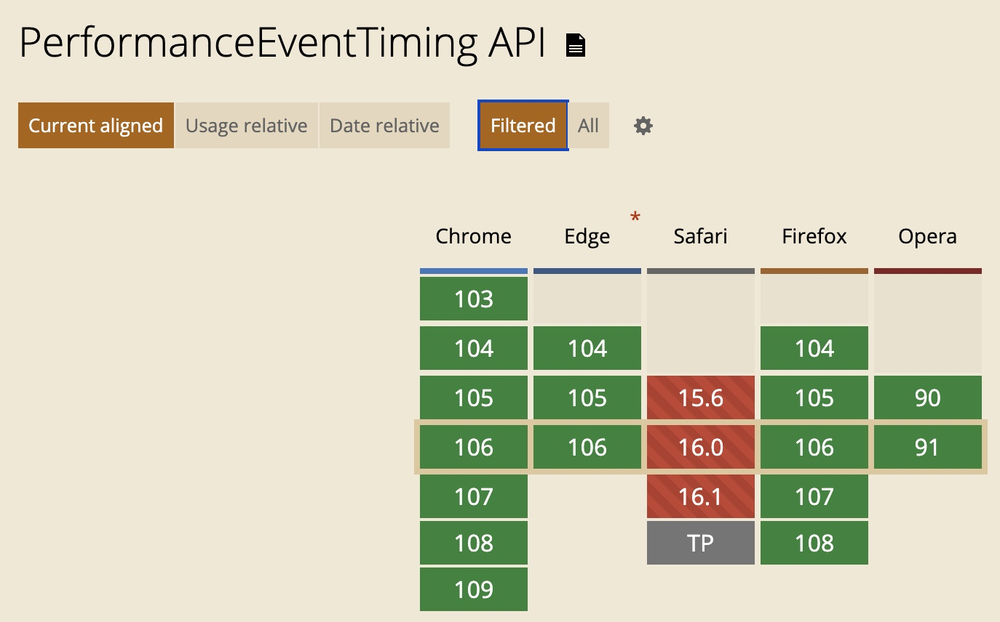 PerformanceEventTiming API
Current aligned Usage relative Date relative Filtered All
*
Chrome Edge Safari Firefox Opera
103
104 104 104
105 105 15.6 105 90
106 106 16.0 106 91
107 16.1 107
108 TP 108
109